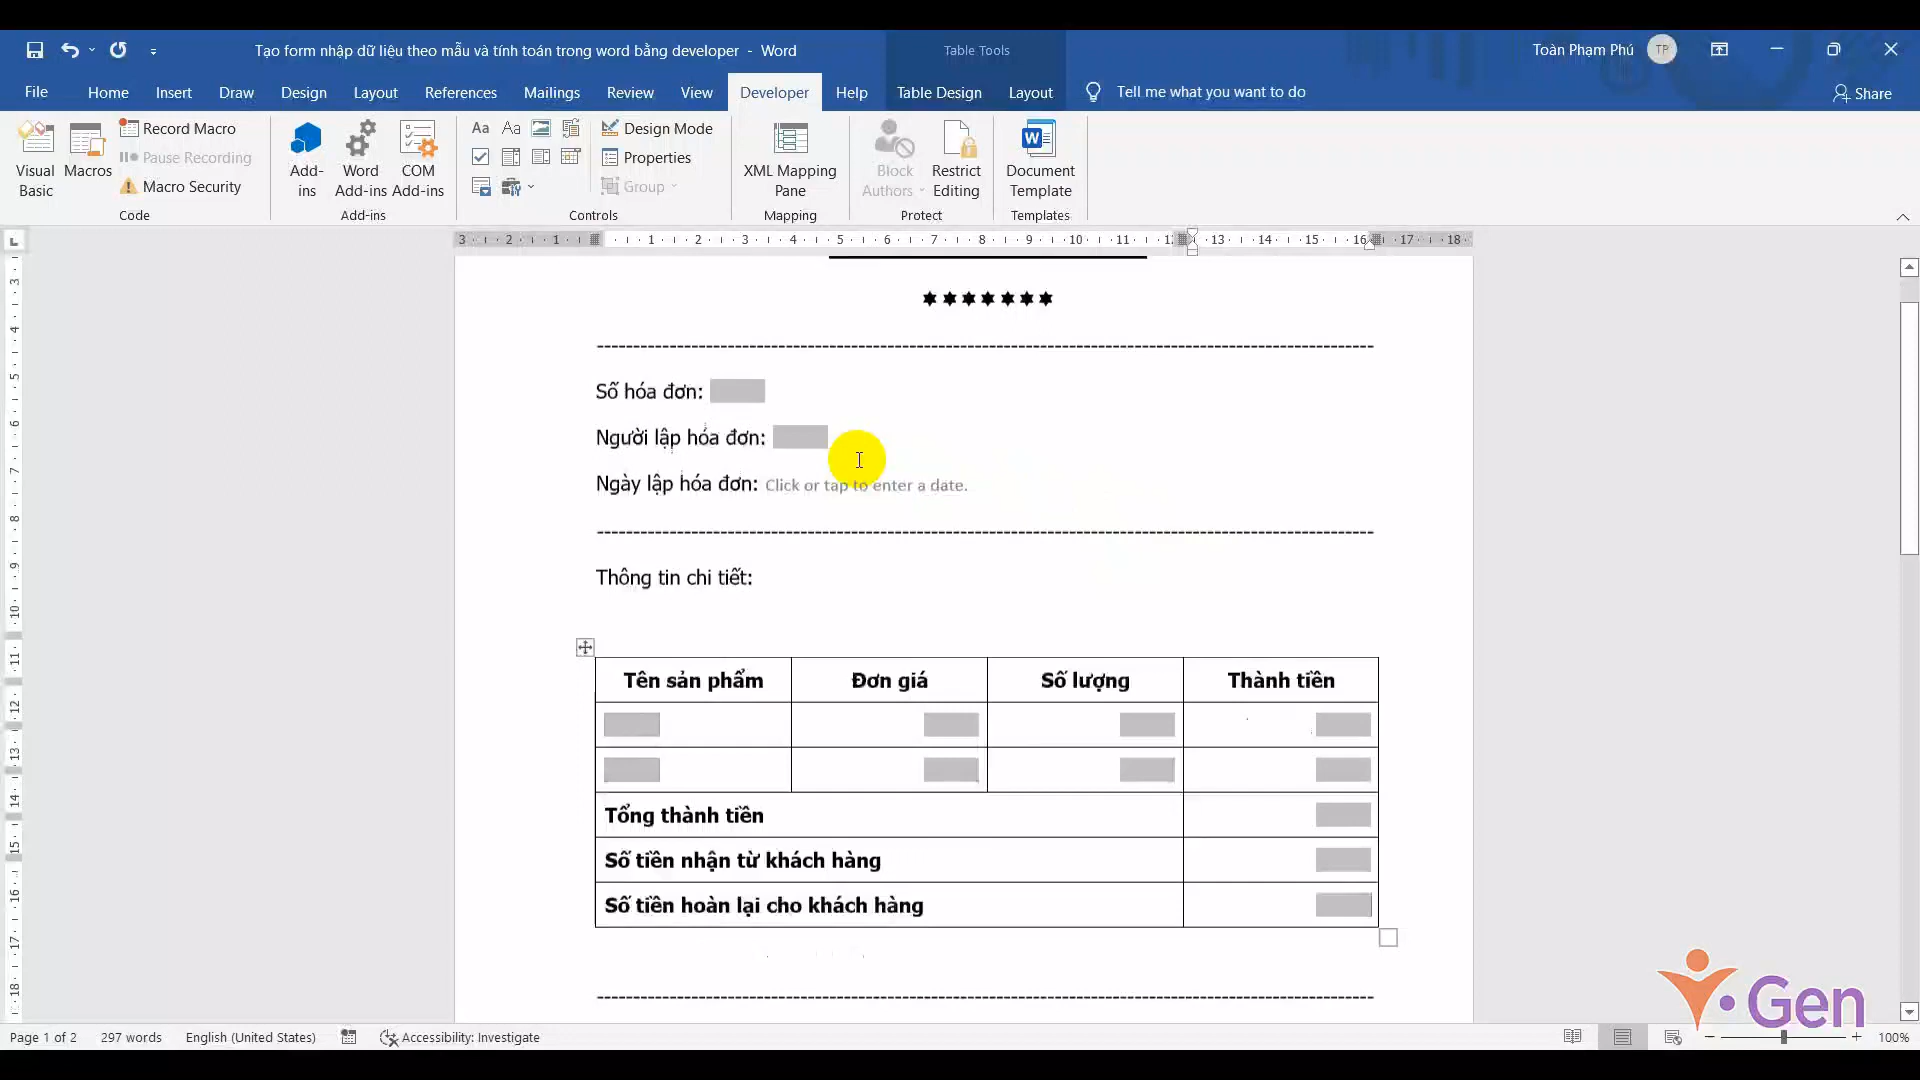 Tạo form nhập dữ liệu theo mẫu và tính toán trong word bằng developer - Word
Table Tools
Toàn Phạm Phú
TP
File Home Insert Draw Design Layout References Mailings Review View Developer Help Table Design Layout Tell me what you want to do Share
Visual Basic
Macros
Record Macro
Pause Recording
Macro Security
Code
Add-ins
Word Add-ins
COM Add-ins
Add-ins
Aa Aa
Design Mode
Properties
Group
Controls
XML Mapping Pane
Mapping
Block Authors
Restrict Editing
Protect
Document Template
Templates
Số hóa đơn:
Người lập hóa đơn:
Ngày lập hóa đơn: Click or tap to enter a date.
Thông tin chi tiết:
Tên sản phẩm Đơn giá Số lượng Thành tiền
Tổng thành tiền
Số tiền nhận từ khách hàng
Số tiền hoàn lại cho khách hàng
Gen
Page 1 of 2 297 words English (United States) Accessibility: Investigate 100%